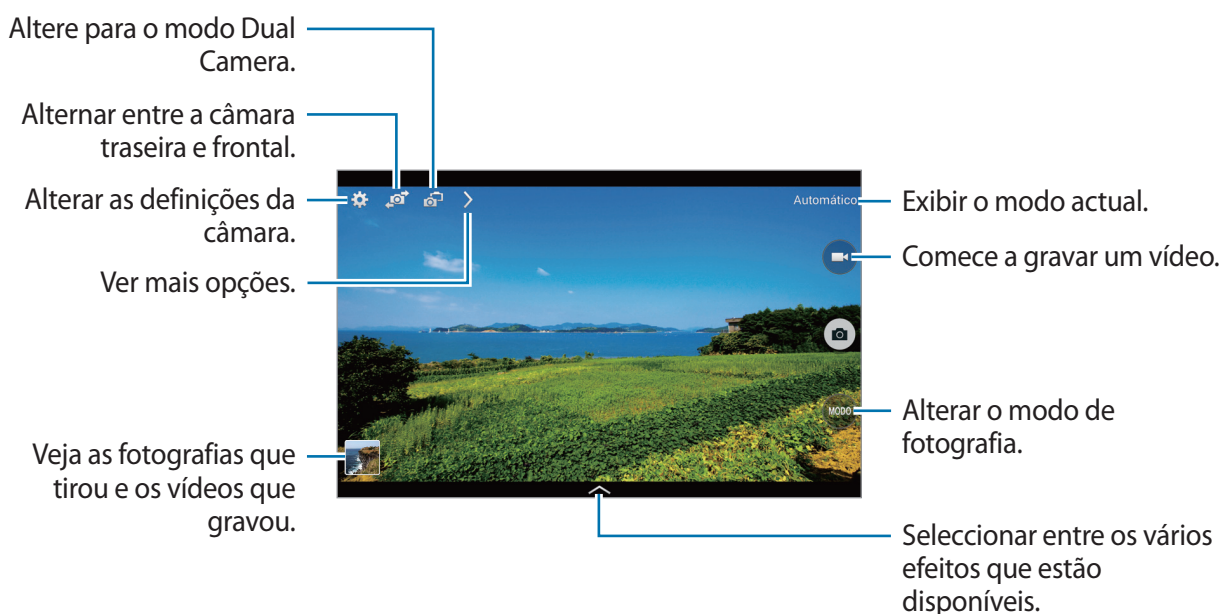 Altere para o modo Dual
Camera.
Alternar entre a câmara
traseira e frontal.
Alterar as definições da
câmara.
Ver mais opções.
Veja as fotografias que
tirou e os vídeos que
gravou.
Automático
Exibir o modo actual.
Comece a gravar um vídeo.
MODO
Alterar o modo de
fotografia.
Seleccionar entre os vários
efeitos que estão
disponíveis.